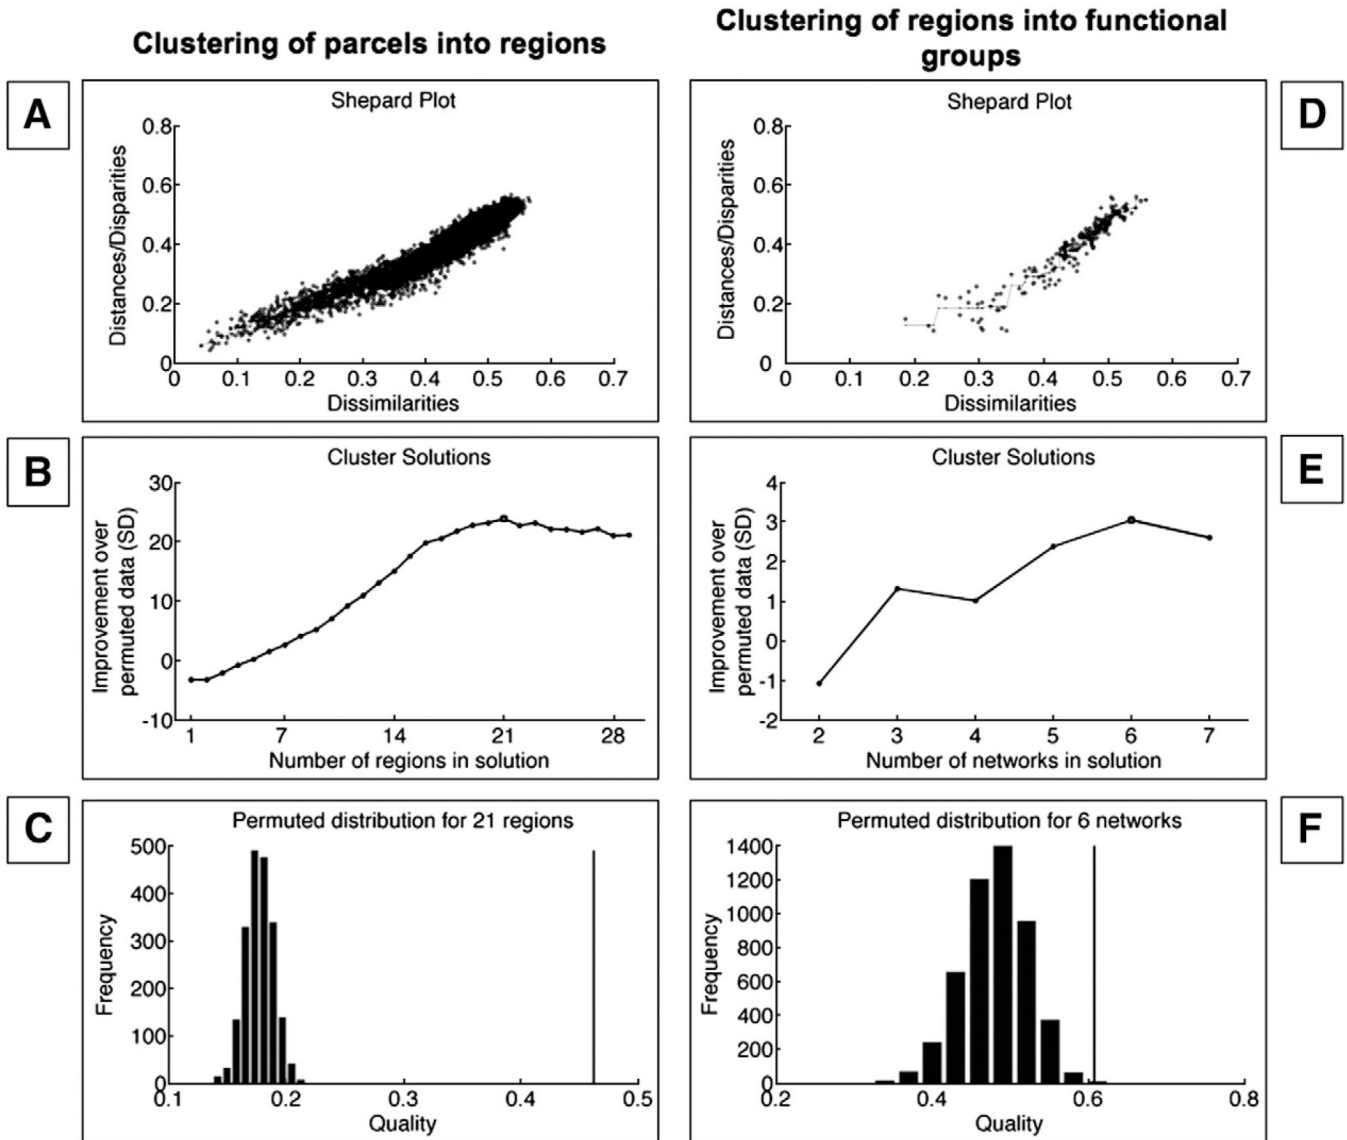 Clustering of parcels into regions
Clustering of regions into functional
groups
A
Shepard Plot
Distances/Disparities
0.8
0.6
0.4
0.2
0
0 0.1 0.2 0.3 0.4 0.5 0.6 0.7
Dissimilarities
D
Shepard Plot
Distances/Disparities
0.8
0.6
0.4
0.2
0
0 0.1 0.2 0.3 0.4 0.5 0.6 0.7
Dissimilarities
B
Cluster Solutions
Improvement over
permuted data (SD)
30
20
10
0
-10
1 7 14 21 28
Number of regions in solution
E
Cluster Solutions
Improvement over
permuted data (SD)
4
3
2
1
0
-1
-2
2 3 4 5 6 7
Number of networks in solution
C
Permuted distribution for 21 regions
Frequency
500
400
300
200
100
0
0.1 0.2 0.3 0.4 0.5
Quality
F
Permuted distribution for 6 networks
Frequency
1400
1200
1000
800
600
400
200
0
0.2 0.4 0.6 0.8
Quality